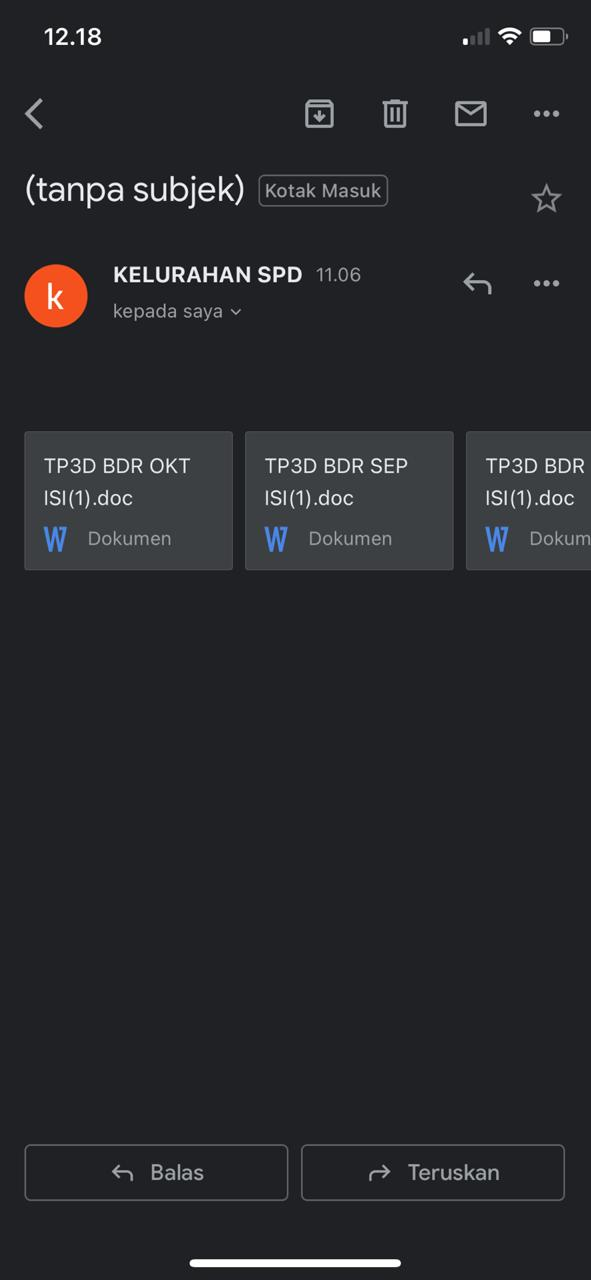 12.18
(tanpa subjek) Kotak Masuk
k
KELURAHAN SPD 11.06
kepada saya
TP3D BDR OKT
ISI(1).doc
W Dokumen
TP3D BDR SEP
ISI(1).doc
W Dokumen
TP3D BDR
ISI(1).doc
W Dokum
Balas
Teruskan